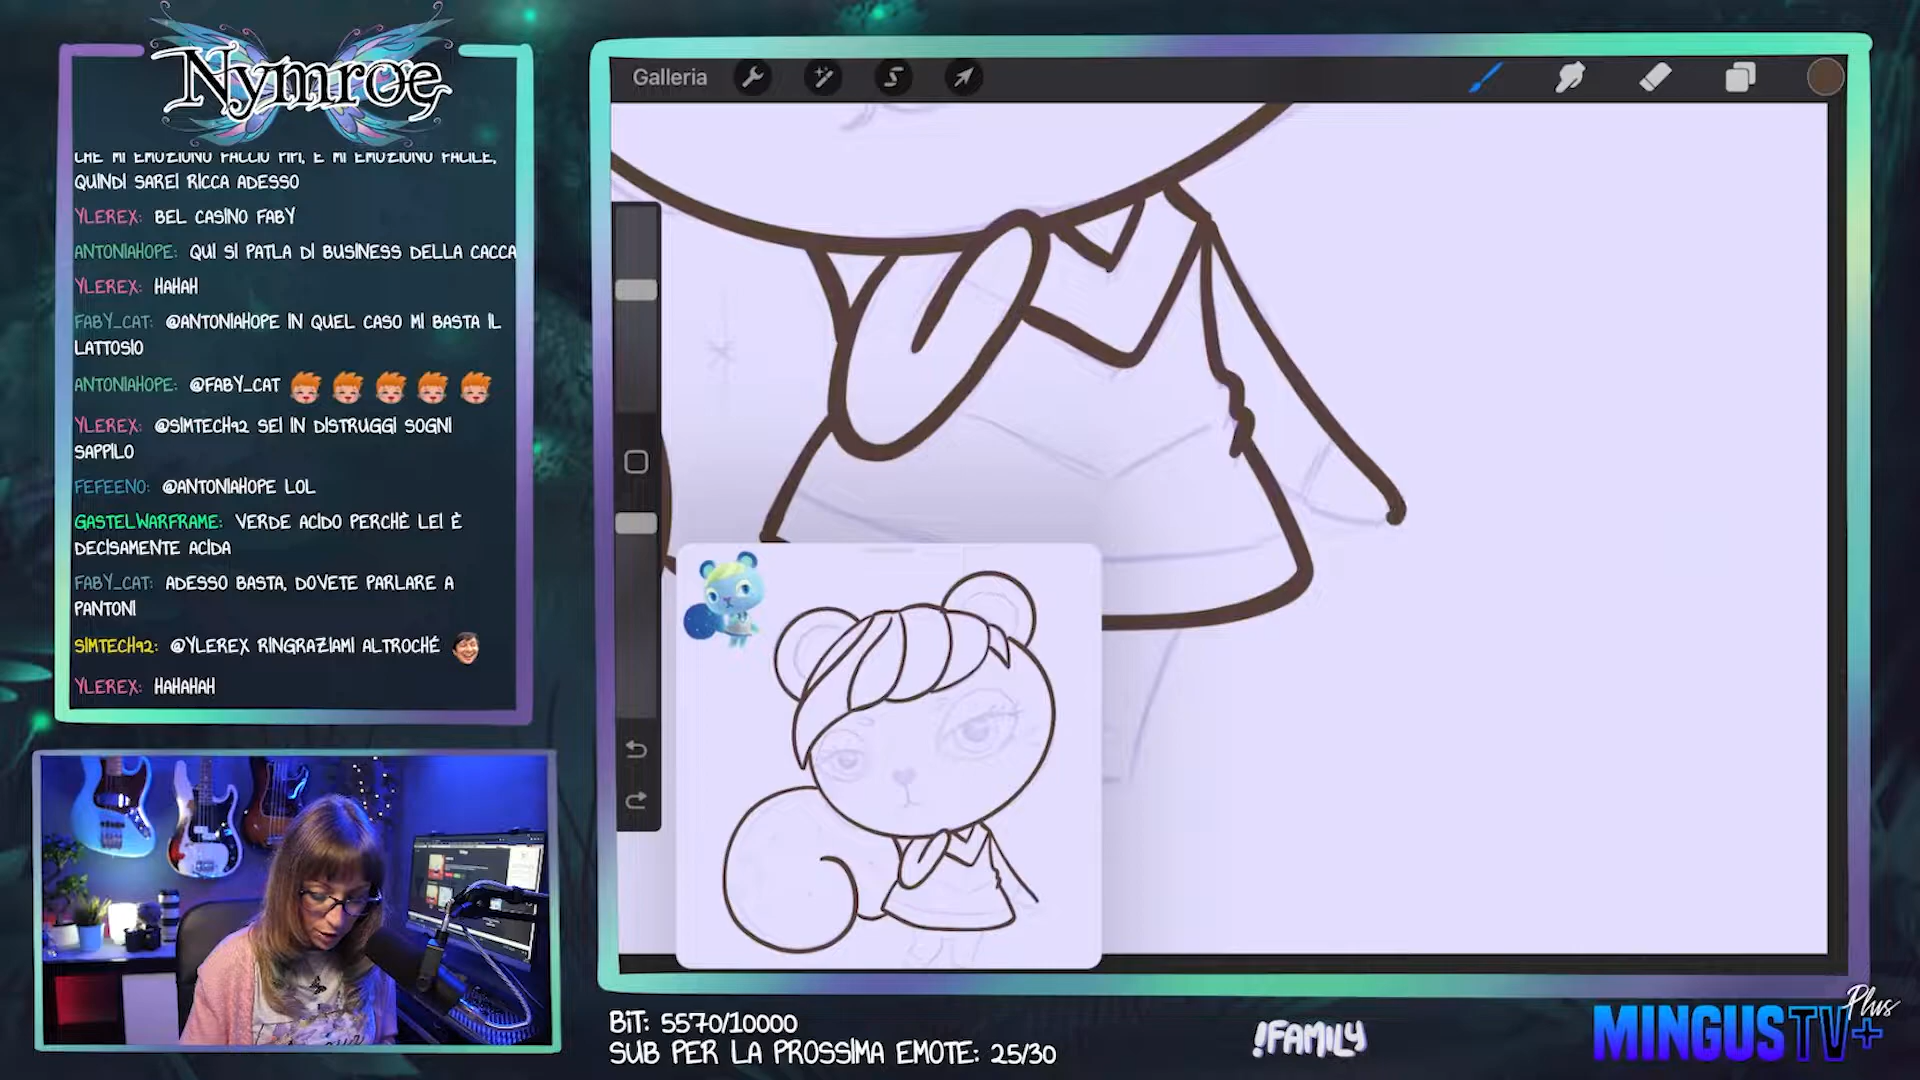 Nymroe
CHE MI EMOZIONO FACCIO PIPÌ, E MI EMOZIONO FACILE,
QUINDI SAREI RICCA ADESSO
YLEREX: BEL CASINO FABY
ANTONIAHOPE: QUI SI PATLA DI BUSINESS DELLA CACCA
YLEREX: HAHAH
FABY_CAT: @ANTONIAHOPE IN QUEL CASO MI BASTA IL
LATTOSIO
ANTONIAHOPE: @FABY_CAT
YLEREX: @SIMTECH92 SEI IN DISTRUGGI SOGNI
SAPPILO
FEFEENO: @ANTONIAHOPE LOL
GASTELWARFRAME: VERDE ACIDO PERCHÈ LEI È
DECISAMENTE ACIDA
FABY_CAT: ADESSO BASTA, DOVETE PARLARE A
PANTONI
SIMTECH92: @YLEREX RINGRAZIAMI ALTROCHÉ
YLEREX: HAHAHAH
Galleria
BIT: 5570/10000
SUB PER LA PROSSIMA EMOTE: 25/30
!FAMILY
MINGUSTV+
Plus